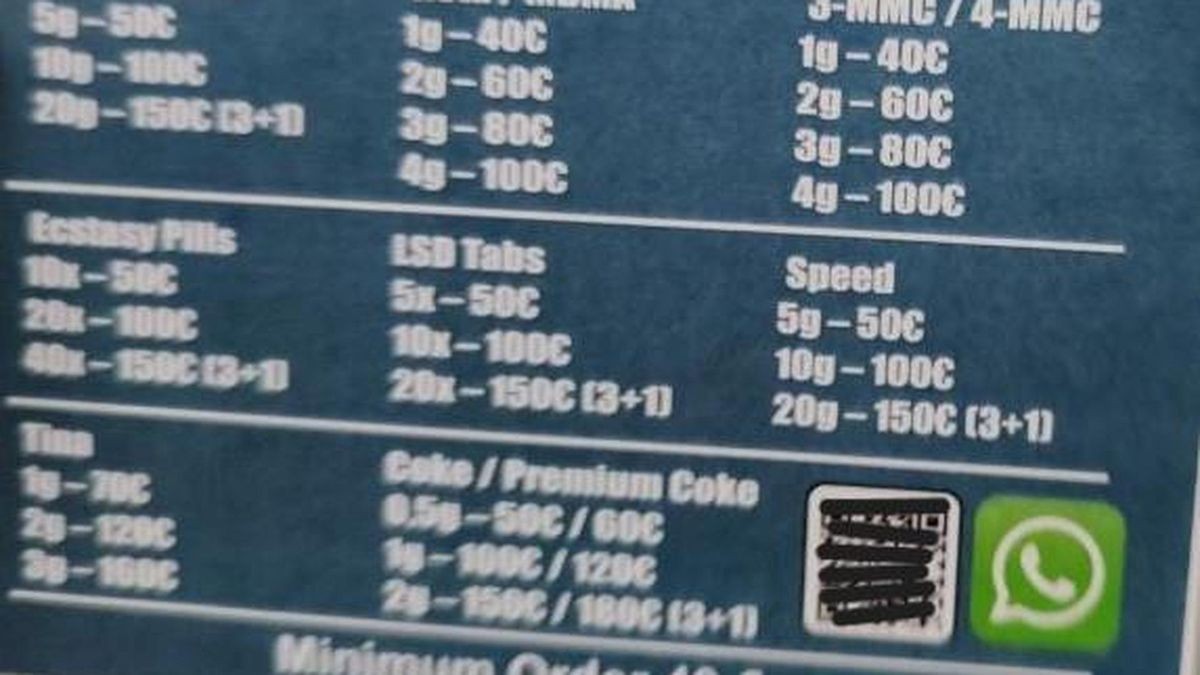 5g – 50€
10g – 100€
20g – 150€ (3+1)
1g – 40€
2g – 60€
3g – 80€
4g – 100€
3-MMC / 4-MMC
1g – 40€
2g – 60€
3g – 80€
4g – 100€
Ecstasy Pills
10x – 50€
20x – 100€
40x – 150€ (3+1)
LSD Tabs
5x – 50€
10x – 100€
20x – 150€ (3+1)
Speed
5g – 50€
10g – 100€
20g – 150€ (3+1)
Tina
1g – 70€
2g – 120€
3g –
Coke / Premium Coke
0.5g – 50€ / 60€
1g – 100€ / 120€
2g – 150€ / 180€ (3+1)
Minimum Order